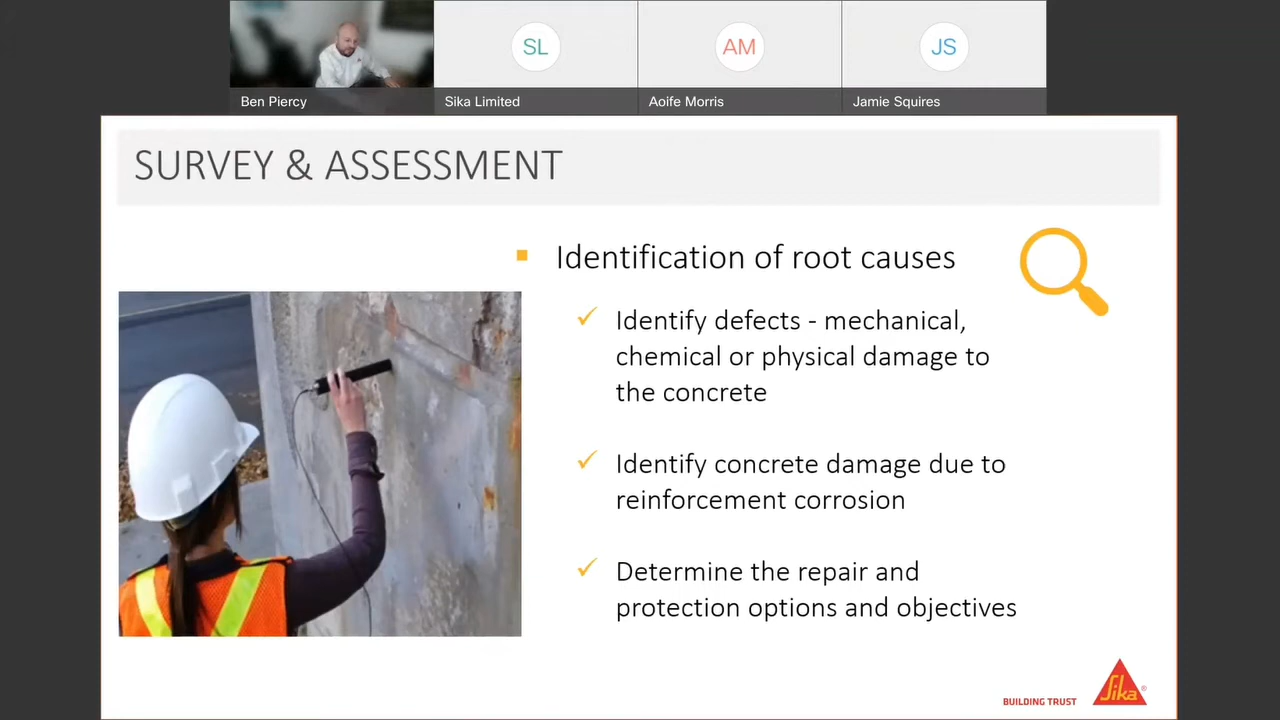 SL
AM
JS
Ben Piercy
Sika Limited
Aoife Morris
Jamie Squires
SURVEY & ASSESSMENT
Identification of root causes
Identify defects - mechanical,
chemical or physical damage to
the concrete
Identify concrete damage due to
reinforcement corrosion
Determine the repair and
protection options and objectives
BUILDING TRUST
Sika®